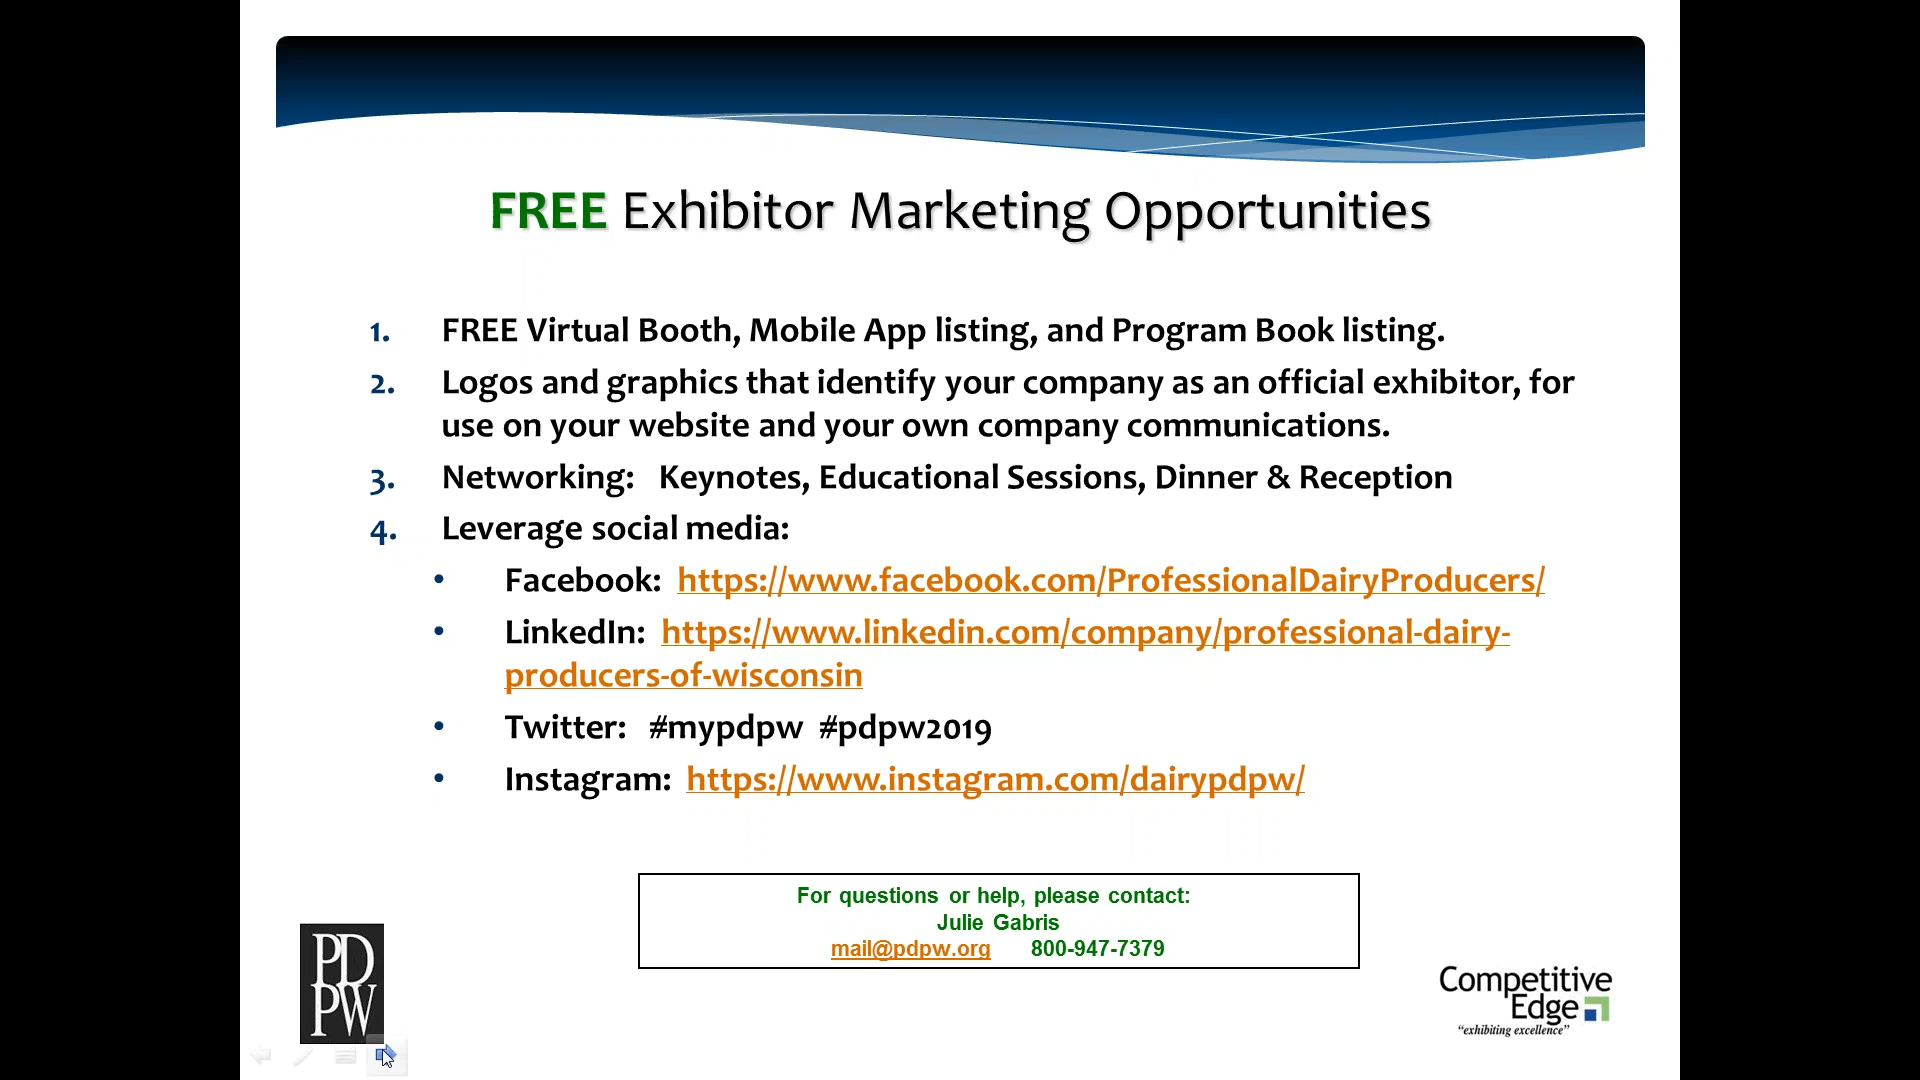 FREE Exhibitor Marketing Opportunities
1. FREE Virtual Booth, Mobile App listing, and Program Book listing.
2. Logos and graphics that identify your company as an official exhibitor, for
use on your website and your own company communications.
3. Networking: Keynotes, Educational Sessions, Dinner & Reception
4. Leverage social media:
• Facebook: https://www.facebook.com/ProfessionalDairyProducers/
• LinkedIn: https://www.linkedin.com/company/professional-dairy-
producers-of-wisconsin
• Twitter: #mypdpw #pdpw2019
• Instagram: https://www.instagram.com/dairypdpw/
For questions or help, please contact:
Julie Gabris
mail@pdpw.org 800-947-7379
PD
PW
Competitive
Edge
“exhibiting excellence”